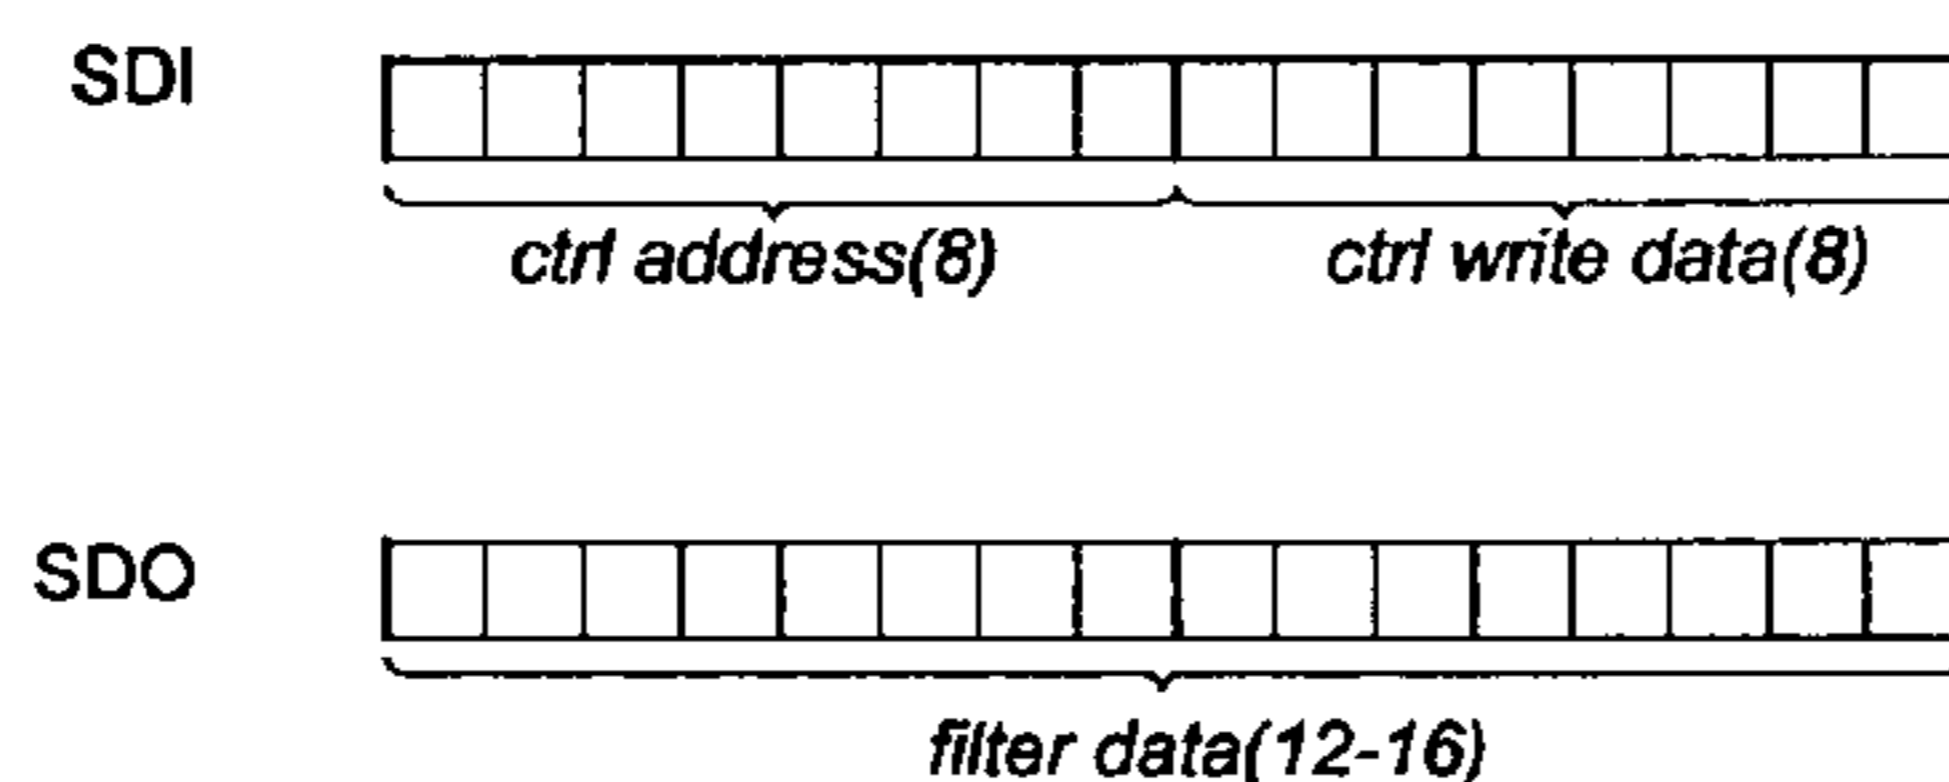 SDI
ctrl address(8) ctrl write data(8)
SDO
filter data(12-16)